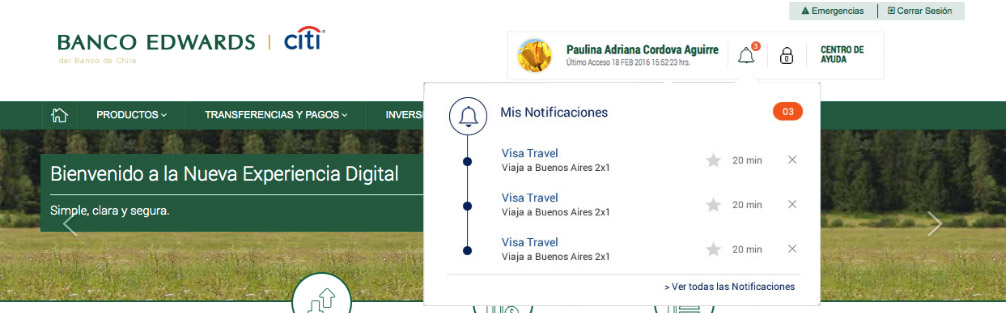 Emergencias
Cerrar Sesión
BANCO EDWARDS | citi
del Banco de Chile
Paulina Adriana Cordova Aguirre
Último Acceso 18 FEB 2016 15:52:23 hrs.
3
CENTRO DE
AYUDA
PRODUCTOS
TRANSFERENCIAS Y PAGOS
INVERSI
Mis Notificaciones
03
Visa Travel
Viaja a Buenos Aires 2x1
20 min
Visa Travel
Viaja a Buenos Aires 2x1
20 min
Visa Travel
Viaja a Buenos Aires 2x1
20 min
> Ver todas las Notificaciones
Bienvenido a la Nueva Experiencia Digital
Simple, clara y segura.